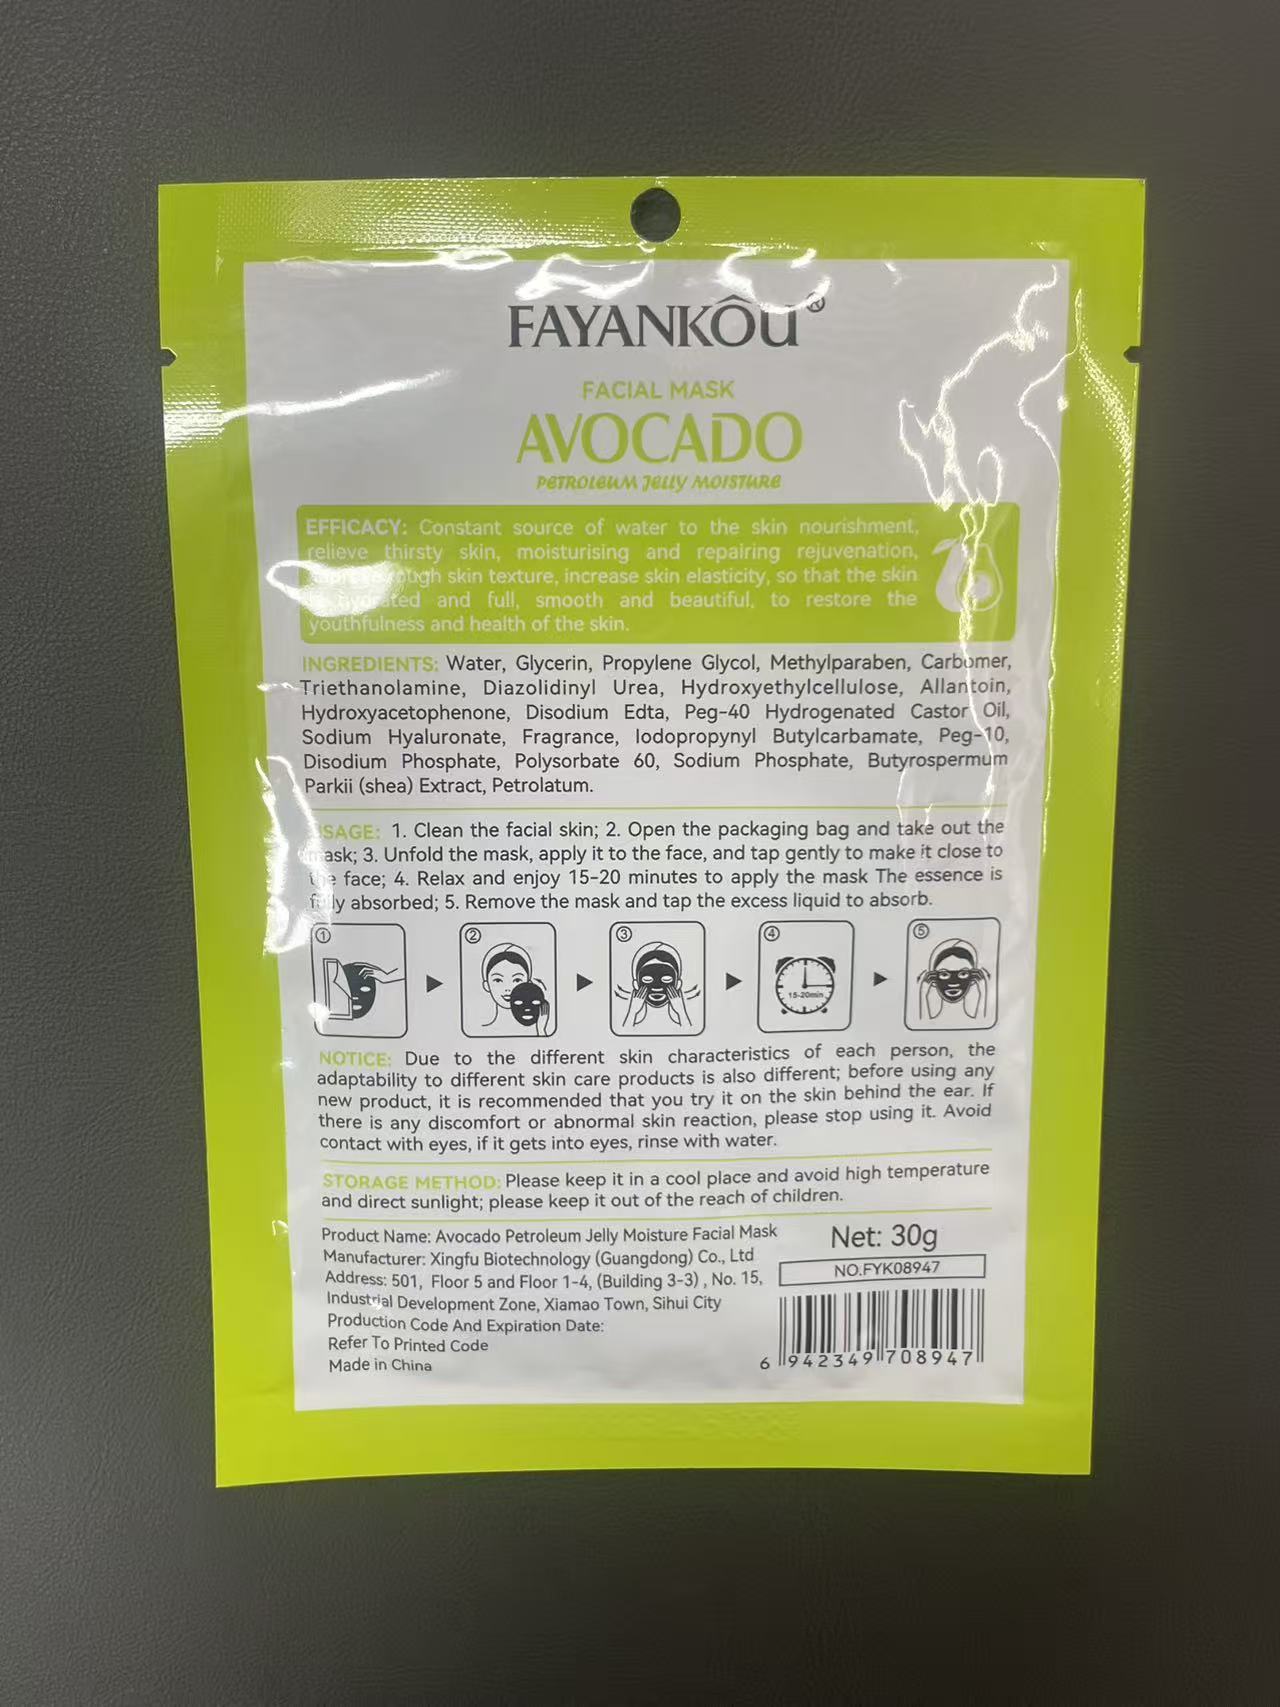 FAYANKÔU®
FACIAL MASK
AVOCADO
PETROLEUM JELLY MOISTURE
EFFICACY: Constant source of water to the skin nourishment,
relieve thirsty skin, moisturising and repairing rejuvenation,
rough skin texture, increase skin elasticity, so that the skin
hydrated and full, smooth and beautiful, to restore the
youthfulness and health of the skin.
INGREDIENTS: Water, Glycerin, Propylene Glycol, Methylparaben, Carbomer,
Triethanolamine, Diazolidinyl Urea, Hydroxyethylcellulose, Allantoin,
Hydroxyacetophenone, Disodium Edta, Peg-40 Hydrogenated Castor Oil,
Sodium Hyaluronate, Fragrance, Iodopropynyl Butylcarbamate, Peg-10,
Disodium Phosphate, Polysorbate 60, Sodium Phosphate, Butyrospermum
Parkii (shea) Extract, Petrolatum.
USAGE: 1. Clean the facial skin; 2. Open the packaging bag and take out the
mask; 3. Unfold the mask, apply it to the face, and tap gently to make it close to
the face; 4. Relax and enjoy 15-20 minutes to apply the mask The essence is
fully absorbed; 5. Remove the mask and tap the excess liquid to absorb.
① ② ③ ④ ⑤
15-20min
NOTICE: Due to the different skin characteristics of each person, the
adaptability to different skin care products is also different; before using any
new product, it is recommended that you try it on the skin behind the ear. If
there is any discomfort or abnormal skin reaction, please stop using it. Avoid
contact with eyes, if it gets into eyes, rinse with water.
STORAGE METHOD: Please keep it in a cool place and avoid high temperature
and direct sunlight; please keep it out of the reach of children.
Product Name: Avocado Petroleum Jelly Moisture Facial Mask
Manufacturer: Xingfu Biotechnology (Guangdong) Co., Ltd
Address: 501, Floor 5 and Floor 1-4, (Building 3-3) , No. 15,
Industrial Development Zone, Xiamao Town, Sihui City
Production Code And Expiration Date:
Refer To Printed Code
Made in China
Net: 30g
NO.FYK08947
6 942349 708947